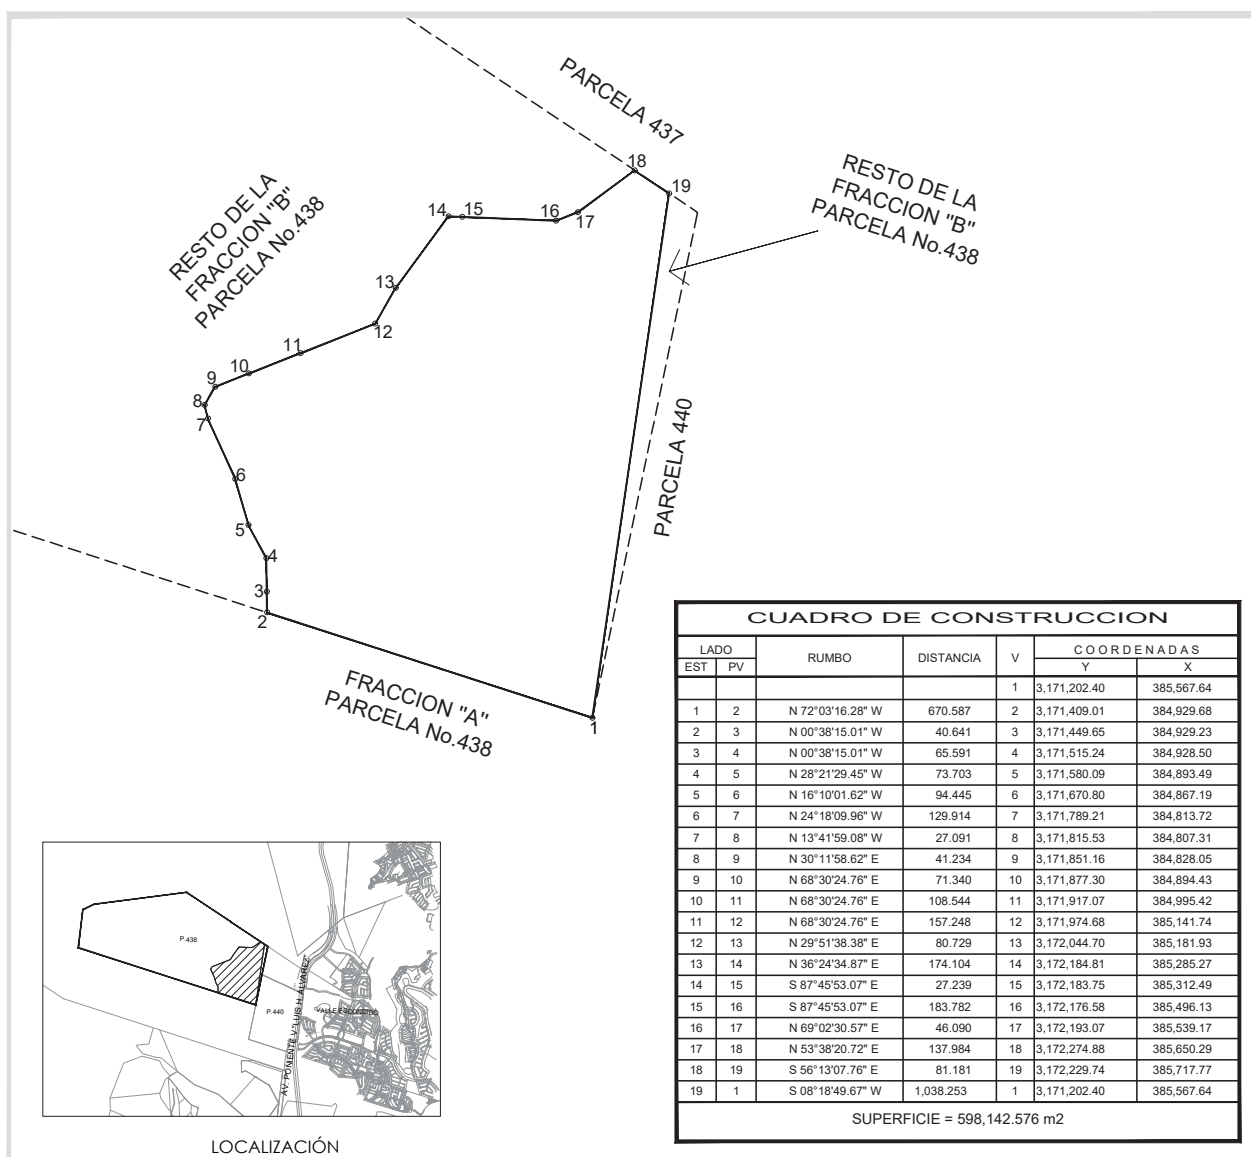 PARCELA 437
18
19
RESTO DE LA
FRACCION "B"
PARCELA No.438
RESTO DE LA
FRACCION "B"
PARCELA No.438
14
15
16
17
13
12
11
10
9
8
7
6
5
4
3
2
1
PARCELA 440
FRACCION "A"
PARCELA No.438
CUADRO DE CONSTRUCCION
LADO RUMBO DISTANCIA V COORDENADAS
EST PV Y X
1 3,171,202.40 385,567.64
1 2 N 72°03'16.28" W 670.587 2 3,171,409.01 384,929.68
2 3 N 00°38'15.01" W 40.641 3 3,171,449.65 384,929.23
3 4 N 00°38'15.01" W 65.591 4 3,171,515.24 384,928.50
4 5 N 28°21'29.45" W 73.703 5 3,171,580.09 384,893.49
5 6 N 16°10'01.62" W 94.445 6 3,171,670.80 384,867.19
6 7 N 24°18'09.96" W 129.914 7 3,171,789.21 384,813.72
7 8 N 13°41'59.08" W 27.091 8 3,171,815.53 384,807.31
8 9 N 30°11'58.62" E 41.234 9 3,171,851.16 384,828.05
9 10 N 68°30'24.76" E 71.340 10 3,171,877.30 384,894.43
10 11 N 68°30'24.76" E 108.544 11 3,171,917.07 384,995.42
11 12 N 68°30'24.76" E 157.248 12 3,171,974.68 385,141.74
12 13 N 29°51'38.38" E 80.729 13 3,172,044.70 385,181.93
13 14 N 36°24'34.87" E 174.104 14 3,172,184.81 385,285.27
14 15 S 87°45'53.07" E 27.239 15 3,172,183.75 385,312.49
15 16 S 87°45'53.07" E 183.782 16 3,172,176.58 385,496.13
16 17 N 69°02'30.57" E 46.090 17 3,172,193.07 385,539.17
17 18 N 53°38'20.72" E 137.984 18 3,172,274.88 385,650.29
18 19 S 56°13'07.76" E 81.181 19 3,172,229.74 385,717.77
19 1 S 08°18'49.67" W 1,038.253 1 3,171,202.40 385,567.64
SUPERFICIE = 598,142.576 m2
P.438
P.440
AV. PONIENTE V "LUIS H. ALVAREZ"
VALLE ESCONDIDO
LOCALIZACIÓN